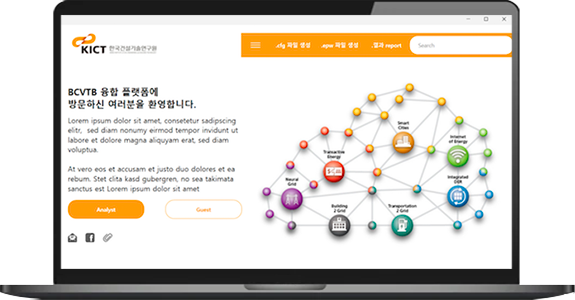 KICT 한국건설기술연구원
.cfg 파일 생성
.epw 파일 생성
.결과 report
Search
BCVTB 융합 플랫폼에
방문하신 여러분을 환영합니다.
Lorem ipsum dolor sit amet, consetetur sadipscing
elitr,  sed diam nonumy eirmod tempor invidunt ut
labore et dolore magna aliquyam erat, sed diam
voluptua.
At vero eos et accusam et justo duo dolores et ea
rebum. Stet clita kasd gubergren, no sea takimata
sanctus est Lorem ipsum dolor sit amet
Analyst
Guest
Smart
Cities
Internet
of Energy
Transactive
Energy
Integrated
DSR
Neural
Grid
Building
2 Grid
Transportation
2 Grid